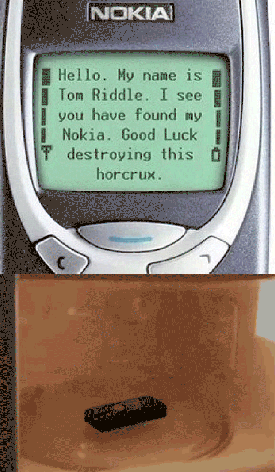 NOKIA
Hello. My name is
Tom Riddle. I see
you have found my
Nokia. Good Luck
destroying this
horcrux.